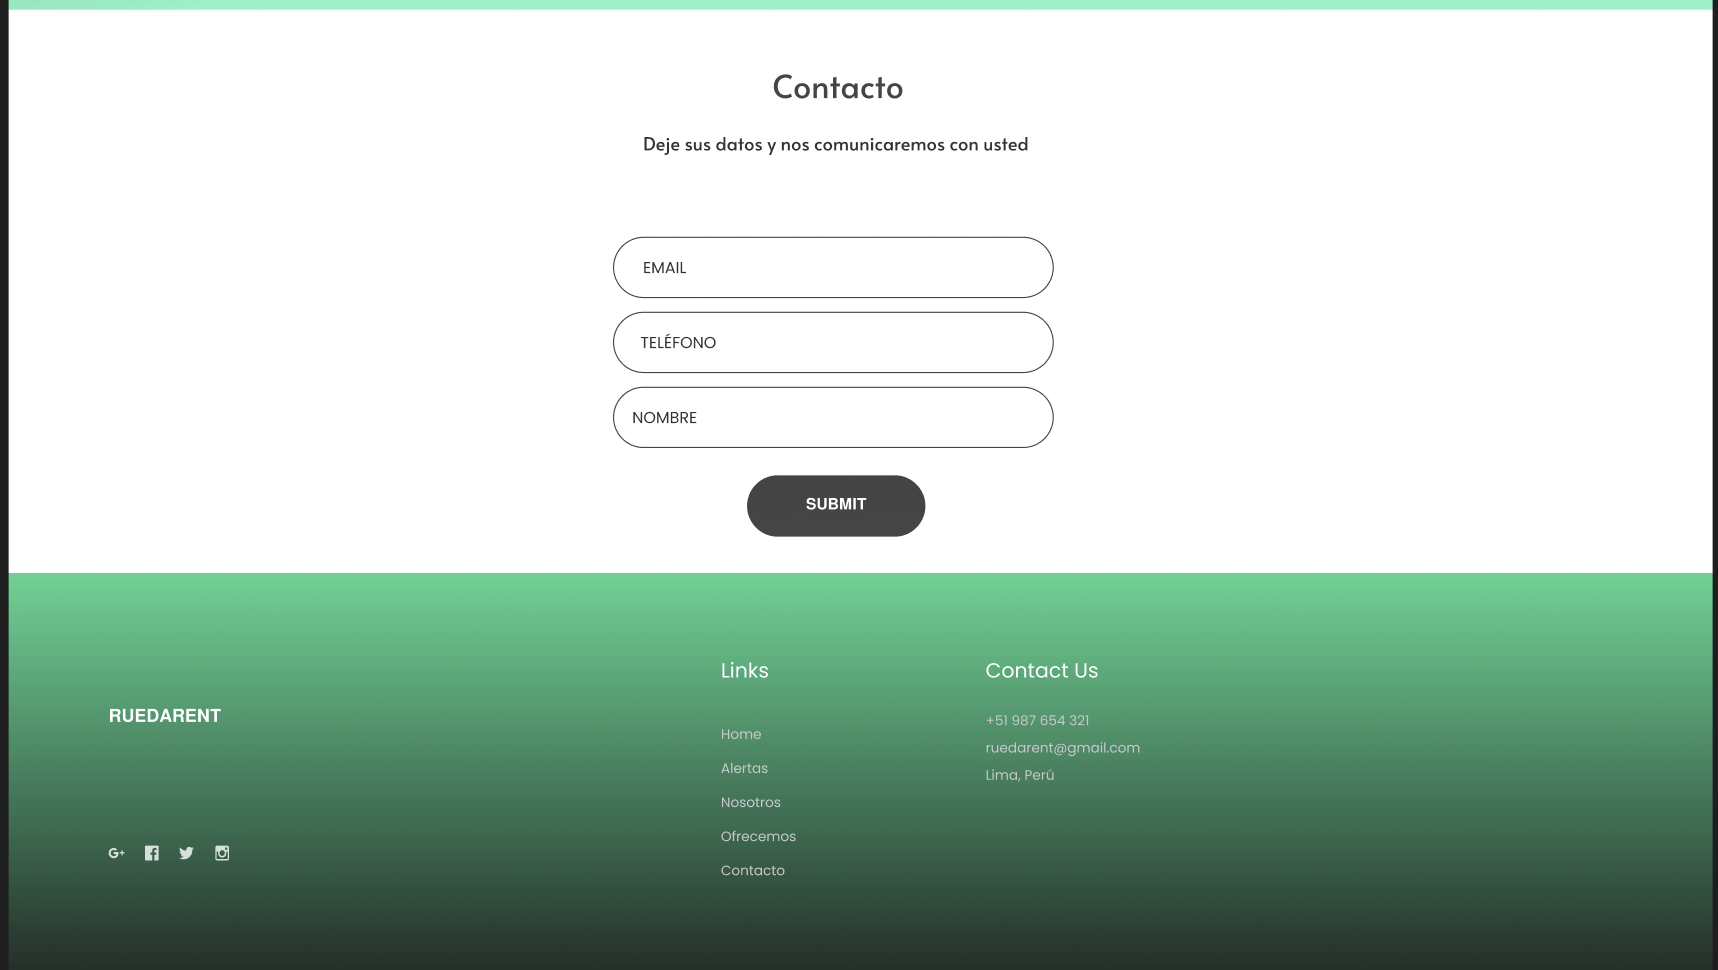 Contacto
Deje sus datos y nos comunicaremos con usted
EMAIL
TELÉFONO
NOMBRE
SUBMIT
RUEDARENT
Links
Home
Alertas
Nosotros
Ofrecemos
Contacto
Contact Us
+51 987 654 321
ruedarent@gmail.com
Lima, Perú